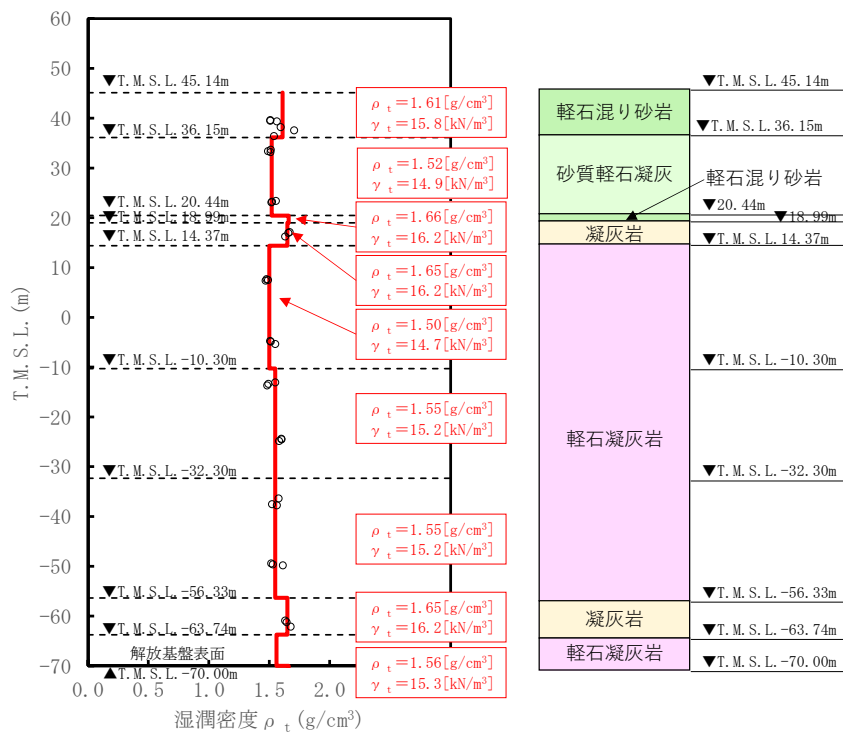 60
50
▼T.M.S.L.45.14m
40
▼T.M.S.L.36.15m
30
▼T.M.S.L.20.44m
20
▼T.M.S.L.18.99m
▼T.M.S.L.14.37m
10
0
-10
▼T.M.S.L.-10.30m
-20
-30
▼T.M.S.L.-32.30m
-40
-50
▼T.M.S.L.-56.33m
-60
▼T.M.S.L.-63.74m
解放基盤表面
-70
▲T.M.S.L.-70.00m
0.0
1.0
1.5
2.0
T.M.S.L.(m)
湿潤密度ρt(g/cm³)
ρt=1.61[g/cm³]
γt=15.8[kN/m³]
ρt=1.52[g/cm³]
γt=14.9[kN/m³]
ρt=1.66[g/cm³]
γt=16.2[kN/m³]
ρt=1.65[g/cm³]
γt=16.2[kN/m³]
ρt=1.50[g/cm³]
γt=14.7[kN/m³]
ρt=1.55[g/cm³]
γt=15.2[kN/m³]
ρt=1.55[g/cm³]
γt=15.2[kN/m³]
ρt=1.65[g/cm³]
γt=16.2[kN/m³]
ρt=1.56[g/cm³]
γt=15.3[kN/m³]
軽石混り砂岩
砂質軽石凝灰
軽石混り砂岩
凝灰岩
軽石凝灰岩
凝灰岩
軽石凝灰岩
▼T.M.S.L.45.14m
▼T.M.S.L.36.15m
▼20.44m
▼18.99m
▼T.M.S.L.14.37m
▼T.M.S.L.-10.30m
▼T.M.S.L.-32.30m
▼T.M.S.L.-56.33m
▼T.M.S.L.-63.74m
▼T.M.S.L.-70.00m